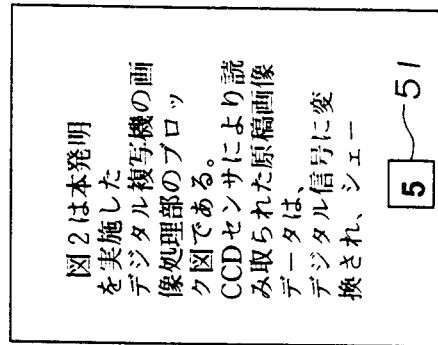 図2は本発明
を実施した
デジタル複写機の画
像処理部のブロッ
ク図である。
CCDセンサにより読
み取られた原稿画像
データは、
デジタル信号に変
換され、シェー
5
51